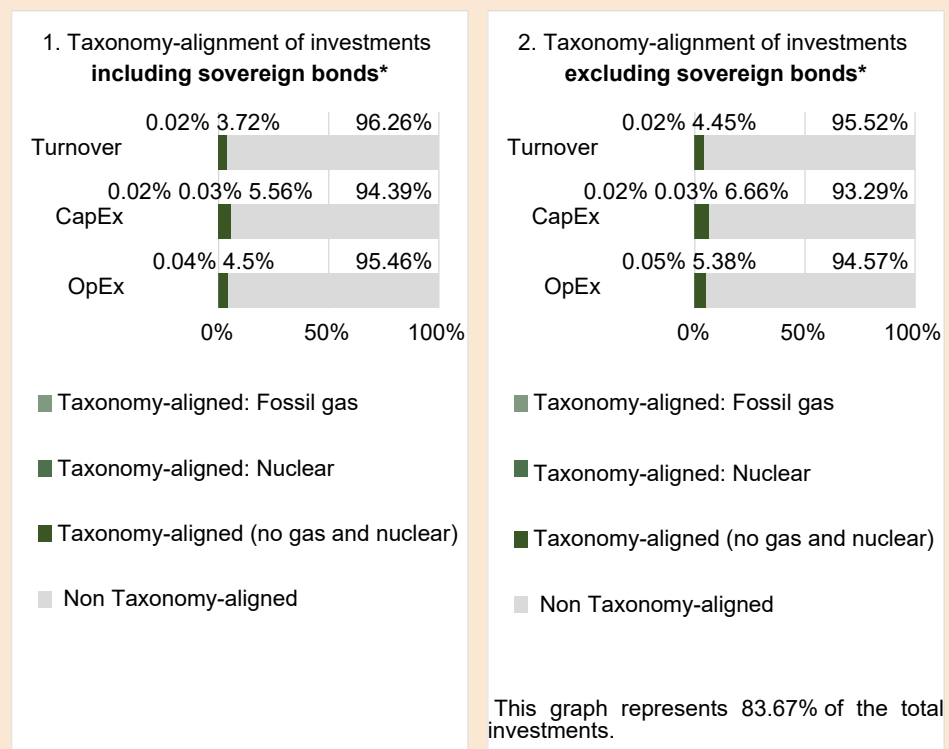 1. Taxonomy-alignment of investments
including sovereign bonds*
0.02% 3.72% 96.26%
Turnover
0.02% 0.03% 5.56% 94.39%
CapEx
0.04% 4.5% 95.46%
OpEx
0% 50% 100%
Taxonomy-aligned: Fossil gas
Taxonomy-aligned: Nuclear
Taxonomy-aligned (no gas and nuclear)
Non Taxonomy-aligned
2. Taxonomy-alignment of investments
excluding sovereign bonds*
0.02% 4.45% 95.52%
Turnover
0.02% 0.03% 6.66% 93.29%
CapEx
0.05% 5.38% 94.57%
OpEx
0% 50% 100%
Taxonomy-aligned: Fossil gas
Taxonomy-aligned: Nuclear
Taxonomy-aligned (no gas and nuclear)
Non Taxonomy-aligned
This graph represents 83.67% of the total
investments.